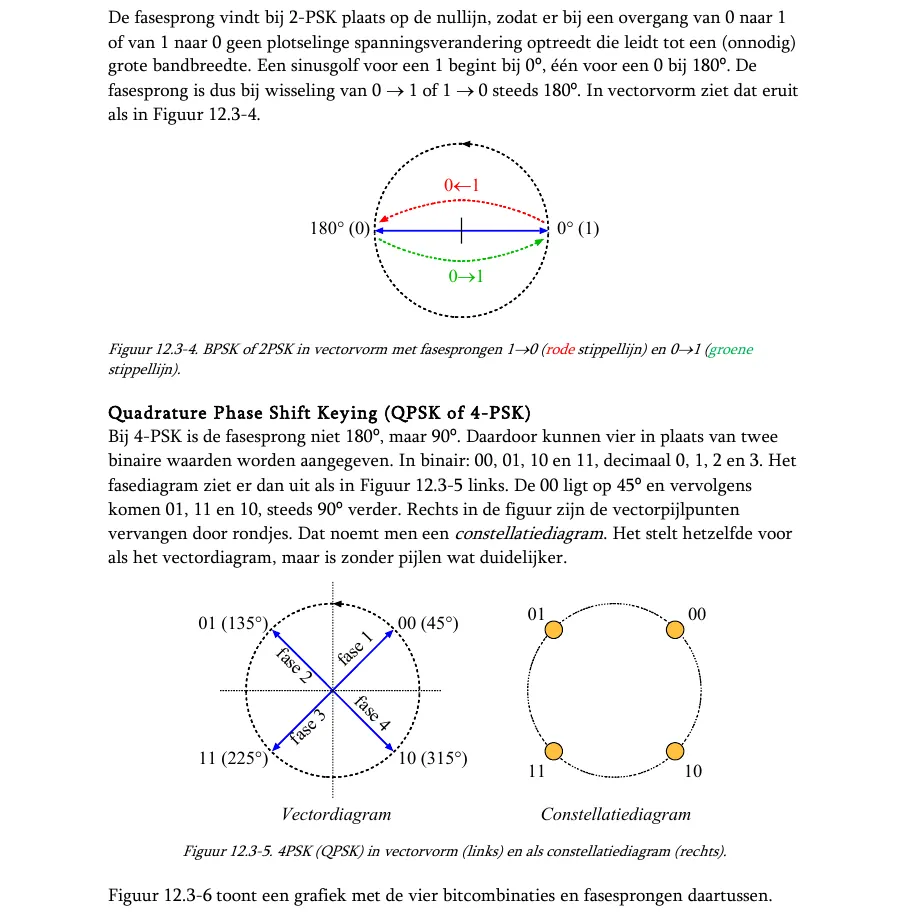 De fasesprong vindt bij 2-PSK plaats op de nullijn, zodat er bij een overgang van 0 naar 1
of van 1 naar 0 geen plotselinge spanningsverandering optreedt die leidt tot een (onnodig)
grote bandbreedte. Een sinusgolf voor een 1 begint bij 0°, één voor een 0 bij 180°. De
fasesprong is dus bij wisseling van 0 → 1 of 1 → 0 steeds 180°. In vectorvorm ziet dat eruit
als in Figuur 12.3-4.
0←1
180° (0)
0° (1)
0→1
Figuur 12.3-4. BPSK of 2PSK in vectorvorm met fasesprongen 1→0 (rode stippellijn) en 0→1 (groene
stippellijn).
Quadrature Phase Shift Keying (QPSK of 4-PSK)
Bij 4-PSK is de fasesprong niet 180°, maar 90°. Daardoor kunnen vier in plaats van twee
binaire waarden worden aangegeven. In binair: 00, 01, 10 en 11, decimaal 0, 1, 2 en 3. Het
fasediagram ziet er dan uit als in Figuur 12.3-5 links. De 00 ligt op 45° en vervolgens
komen 01, 11 en 10, steeds 90° verder. Rechts in de figuur zijn de vectorpijlpunten
vervangen door rondjes. Dat noemt men een constellatiediagram. Het stelt hetzelfde voor
als het vectordiagram, maar is zonder pijlen wat duidelijker.
01 (135°)
00 (45°)
fase 1
fase 2
fase 3
fase 4
11 (225°)
10 (315°)
Vectordiagram
01
00
11
10
Constellatiediagram
Figuur 12.3-5. 4PSK (QPSK) in vectorvorm (links) en als constellatiediagram (rechts).
Figuur 12.3-6 toont een grafiek met de vier bitcombinaties en fasesprongen daartussen.